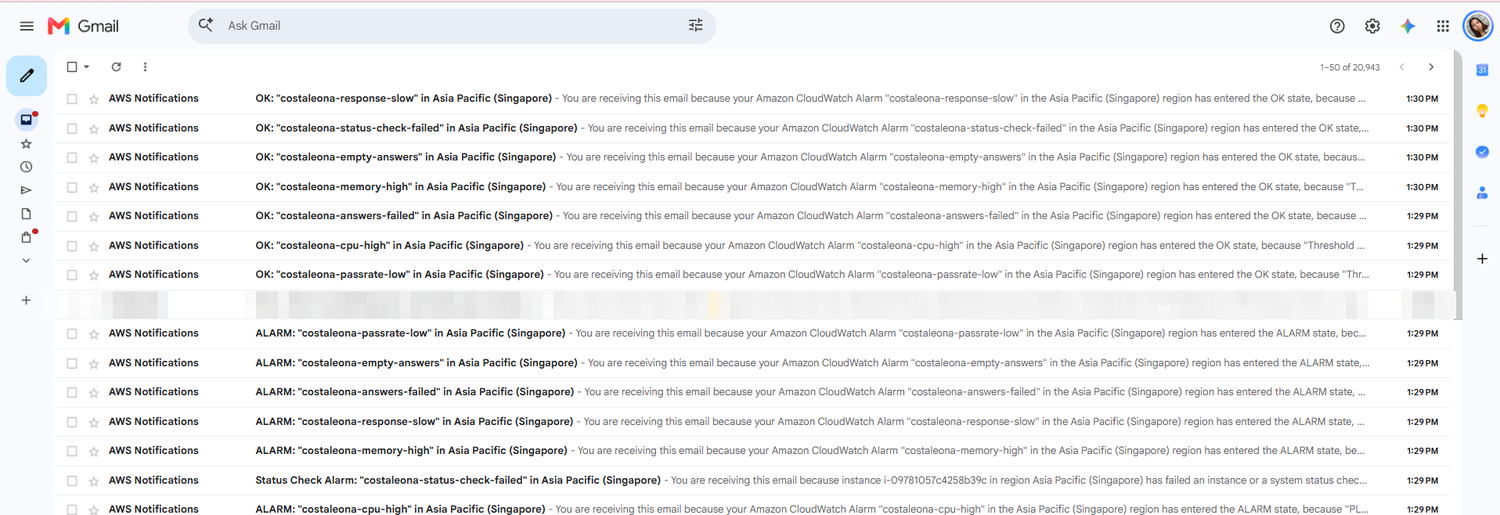 Gmail
Ask Gmail
1–50 of 20,943
31
AWS Notifications OK: "costaleona-response-slow" in Asia Pacific (Singapore) - You are receiving this email because your Amazon CloudWatch Alarm "costaleona-response-slow" in the Asia Pacific (Singapore) region has entered the OK state, because ... 1:30 PM
AWS Notifications OK: "costaleona-status-check-failed" in Asia Pacific (Singapore) - You are receiving this email because your Amazon CloudWatch Alarm "costaleona-status-check-failed" in the Asia Pacific (Singapore) region has entered the OK state,... 1:30 PM
AWS Notifications OK: "costaleona-empty-answers" in Asia Pacific (Singapore) - You are receiving this email because your Amazon CloudWatch Alarm "costaleona-empty-answers" in the Asia Pacific (Singapore) region has entered the OK state, becaus... 1:30 PM
AWS Notifications OK: "costaleona-memory-high" in Asia Pacific (Singapore) - You are receiving this email because your Amazon CloudWatch Alarm "costaleona-memory-high" in the Asia Pacific (Singapore) region has entered the OK state, because "T... 1:30 PM
AWS Notifications OK: "costaleona-answers-failed" in Asia Pacific (Singapore) - You are receiving this email because your Amazon CloudWatch Alarm "costaleona-answers-failed" in the Asia Pacific (Singapore) region has entered the OK state, because ... 1:29 PM
AWS Notifications OK: "costaleona-cpu-high" in Asia Pacific (Singapore) - You are receiving this email because your Amazon CloudWatch Alarm "costaleona-cpu-high" in the Asia Pacific (Singapore) region has entered the OK state, because "Threshold ... 1:29 PM
AWS Notifications OK: "costaleona-passrate-low" in Asia Pacific (Singapore) - You are receiving this email because your Amazon CloudWatch Alarm "costaleona-passrate-low" in the Asia Pacific (Singapore) region has entered the OK state, because "Thr... 1:29 PM
AWS Notifications ALARM: "costaleona-passrate-low" in Asia Pacific (Singapore) - You are receiving this email because your Amazon CloudWatch Alarm "costaleona-passrate-low" in the Asia Pacific (Singapore) region has entered the ALARM state, bec... 1:29 PM
AWS Notifications ALARM: "costaleona-empty-answers" in Asia Pacific (Singapore) - You are receiving this email because your Amazon CloudWatch Alarm "costaleona-empty-answers" in the Asia Pacific (Singapore) region has entered the ALARM state,... 1:29 PM
AWS Notifications ALARM: "costaleona-answers-failed" in Asia Pacific (Singapore) - You are receiving this email because your Amazon CloudWatch Alarm "costaleona-answers-failed" in the Asia Pacific (Singapore) region has entered the ALARM state, ... 1:29 PM
AWS Notifications ALARM: "costaleona-response-slow" in Asia Pacific (Singapore) - You are receiving this email because your Amazon CloudWatch Alarm "costaleona-response-slow" in the Asia Pacific (Singapore) region has entered the ALARM state, ... 1:29 PM
AWS Notifications ALARM: "costaleona-memory-high" in Asia Pacific (Singapore) - You are receiving this email because your Amazon CloudWatch Alarm "costaleona-memory-high" in the Asia Pacific (Singapore) region has entered the ALARM state, be... 1:29 PM
AWS Notifications Status Check Alarm: "costaleona-status-check-failed" in Asia Pacific (Singapore) - You are receiving this email because instance i-09781057c4258b39c in region Asia Pacific (Singapore) has failed an instance or a system status chec... 1:29 PM
AWS Notifications ALARM: "costaleona-cpu-high" in Asia Pacific (Singapore) - You are receiving this email because your Amazon CloudWatch Alarm "costaleona-cpu-high" in the Asia Pacific (Singapore) region has entered the ALARM state, because "PL... 1:29 PM